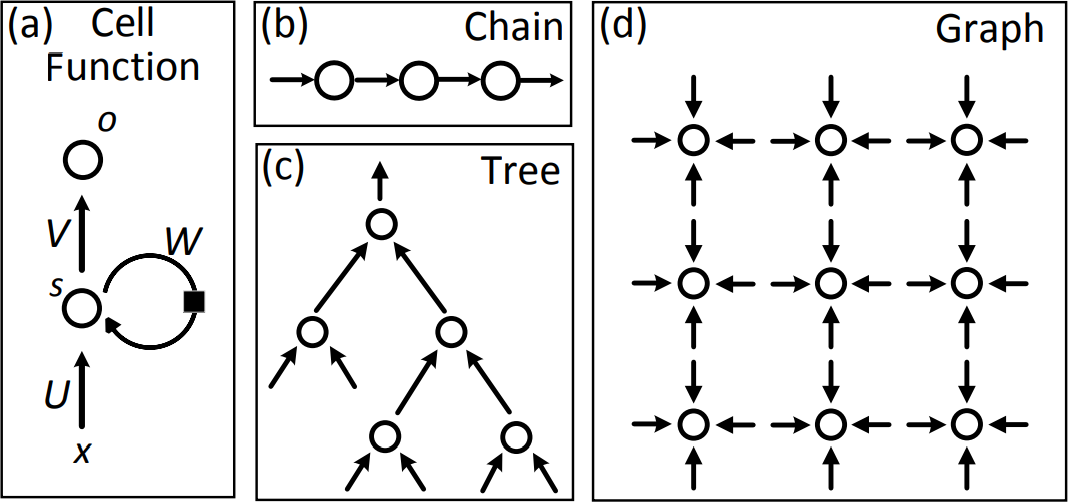 (a) Cell
Function
o
V
W
s
U
x
(b) Chain
(c) Tree
(d) Graph